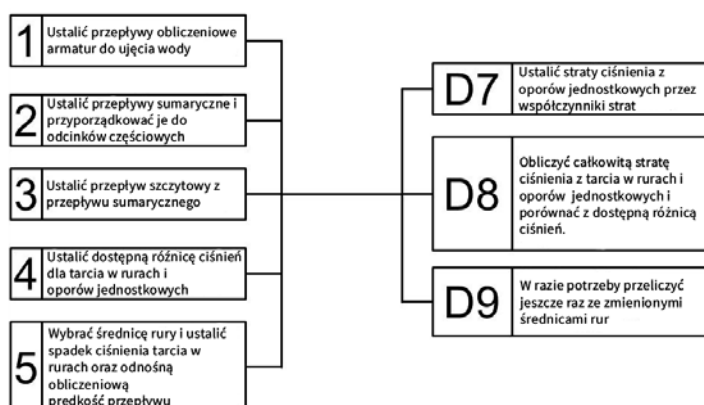 1
Ustalić przepływy obliczeniowe
armatur do ujęcia wody
2
Ustalić przepływy sumaryczne i
przyporządkować je do
odcinków częściowych
3
Ustalić przepływ szczytowy z
przepływu sumarycznego
4
Ustalić dostępną różnicę ciśnień
dla tarcia w rurach i
oporów jednostkowych
5
Wybrać średnicę rury i ustalić
spadek ciśnienia tarcia w
rurach oraz odnośną
obliczeniową
prędkość przepływu
D7
Ustalić straty ciśnienia z
oporów jednostkowych przez
współczynniki strat
D8
Obliczyć całkowitą stratę
ciśnienia z tarcia w rurach i
oporów jednostkowych i
porównać z dostępną różnicą
ciśnień.
D9
W razie potrzeby przeliczyć
jeszcze raz ze zmienionymi
średnicami rur